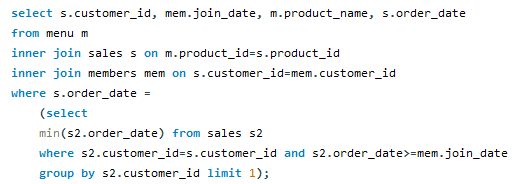 select s.customer_id, mem.join_date, m.product_name, s.order_date
from menu m
inner join sales s on m.product_id=s.product_id
inner join members mem on s.customer_id=mem.customer_id
where s.order_date =
(select
min(s2.order_date) from sales s2
where s2.customer_id=s.customer_id and s2.order_date>=mem.join_date
group by s2.customer_id limit 1);